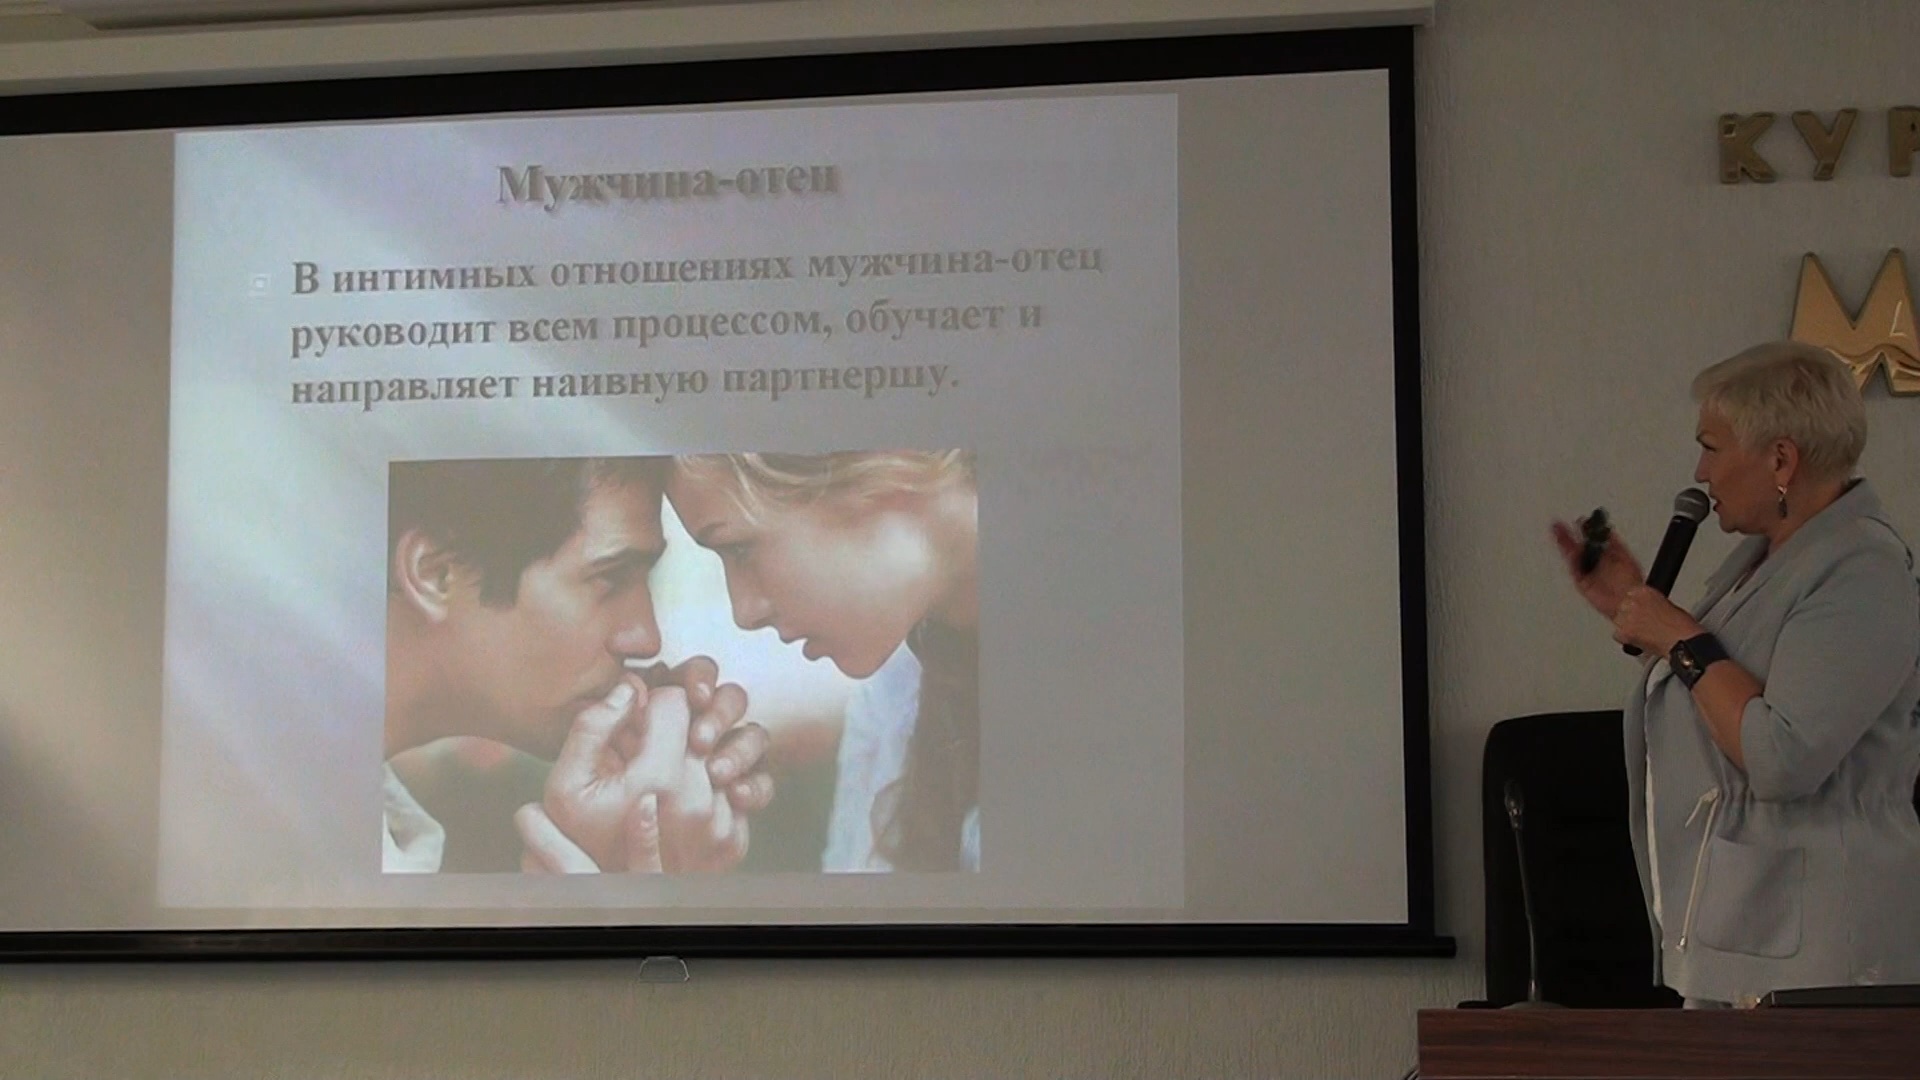 Мужчина-отец
В интимных отношениях мужчина-отец
руководит всем процессом, обучает и
направляет наивную партнершу.
КУР
М